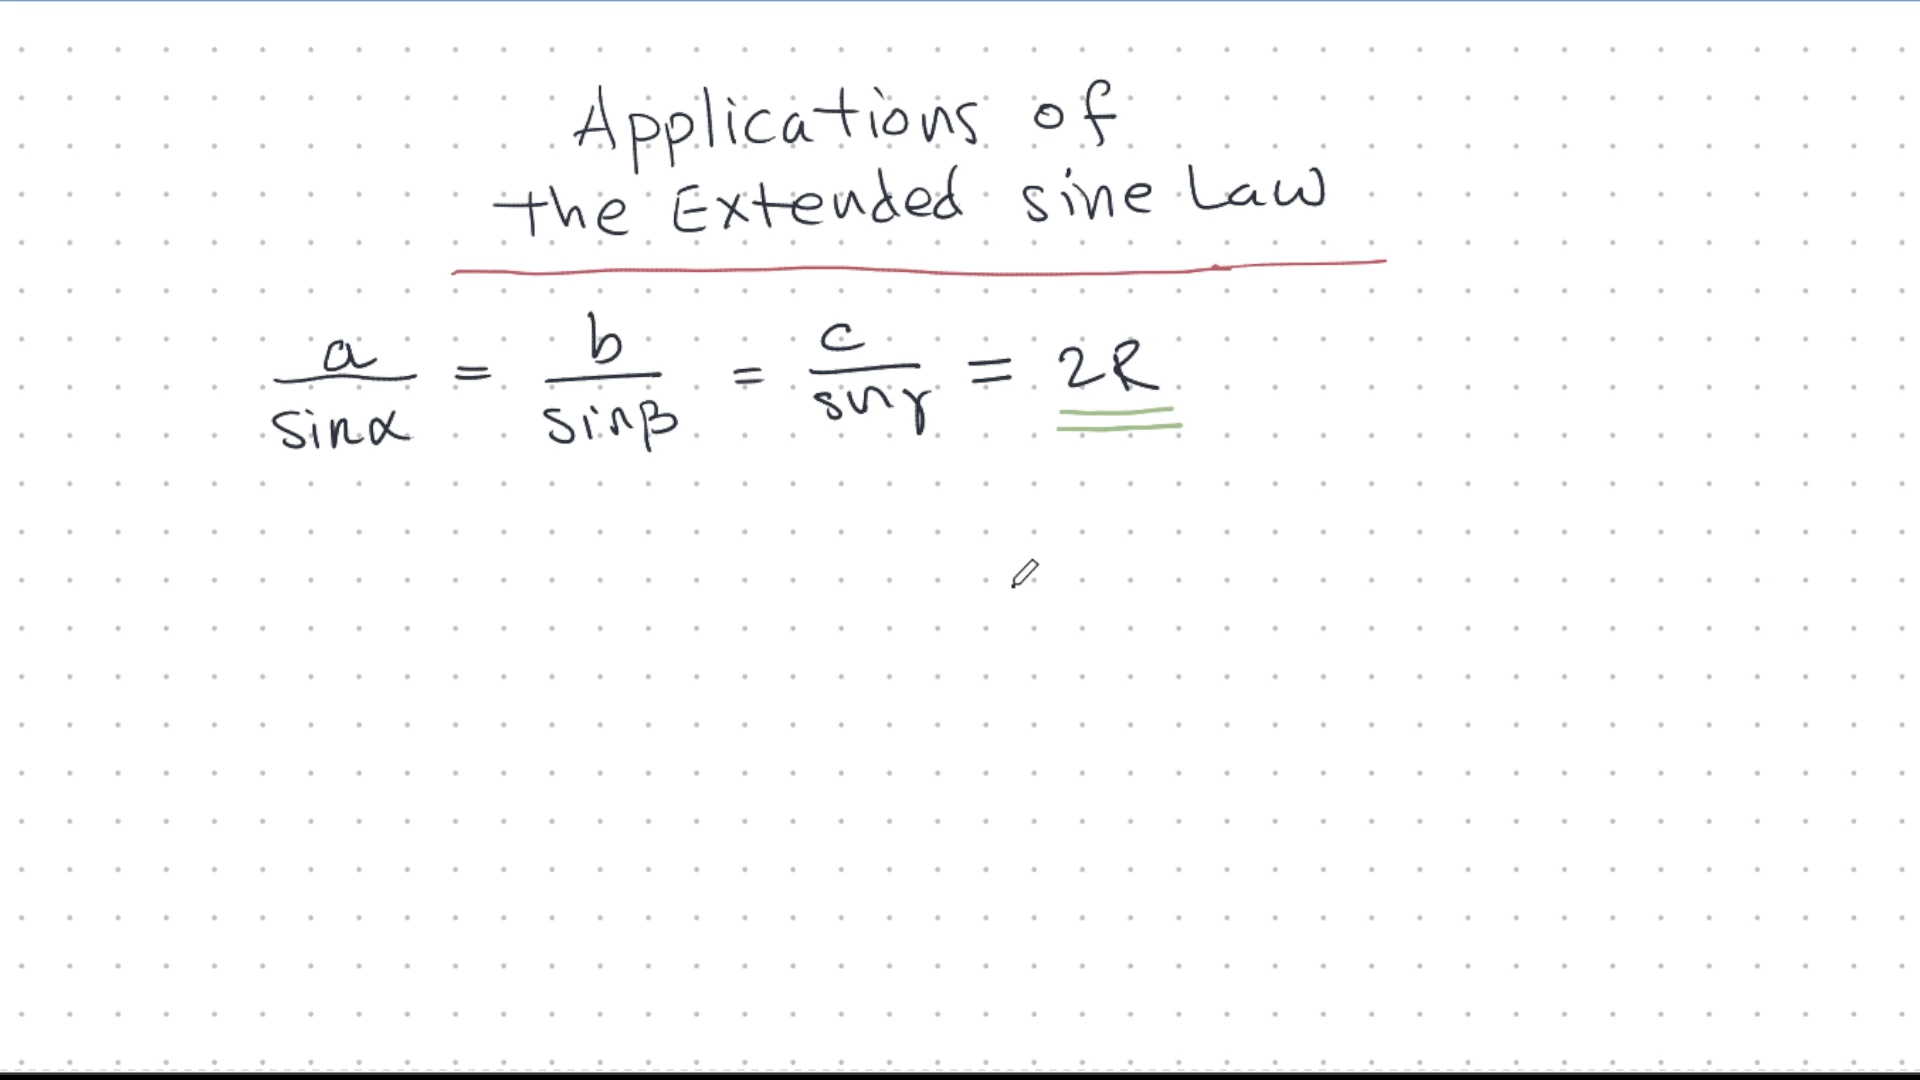 Applications of
the Extended sine Law
a/sinα = b/sinβ = c/sinγ = 2R